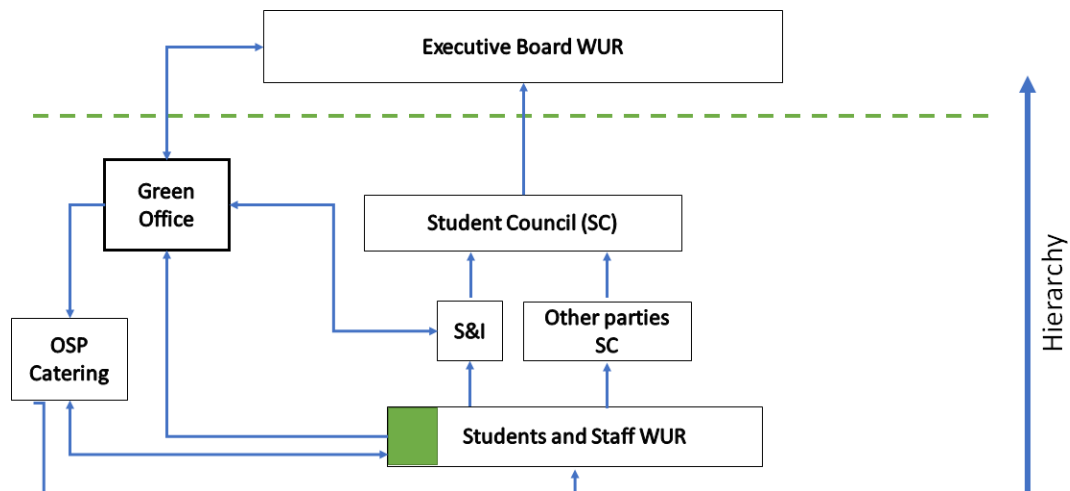 Executive Board WUR
Green
Office
Student Council (SC)
S&I
Other parties
SC
OSP
Catering
Students and Staff WUR
Hierarchy